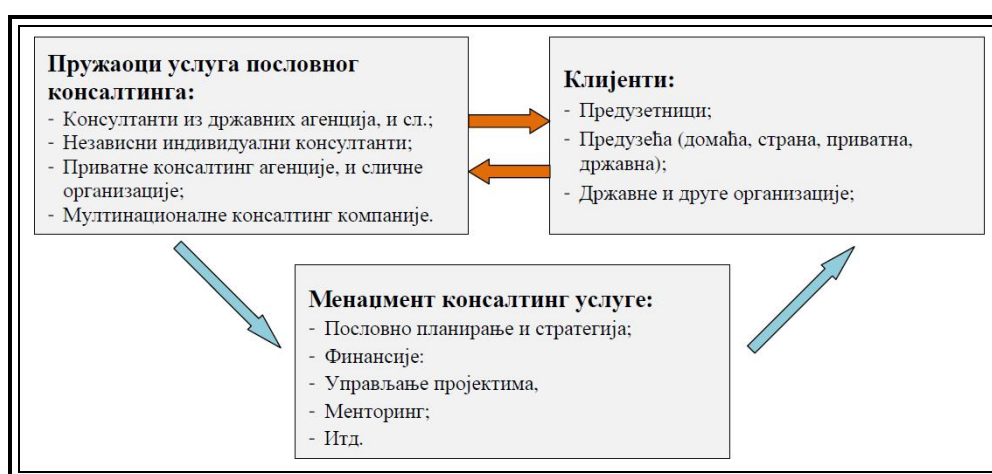 Пружаоци услуга пословног
консалтинга:
- Консултанти из државних агенција, и сл.;
- Независни индивидуални консултанти;
- Приватне консалтинг агенције, и сличне
организације;
- Мултинационалне консалтинг компаније.
Клијенти:
- Предузетници;
- Предузећа (домаћа, страна, приватна,
државна);
- Државне и друге организације;
Менаџмент консалтинг услуге:
- Пословно планирање и стратегија;
- Финансије:
- Управљање пројектима,
- Менторинг;
- Итд.